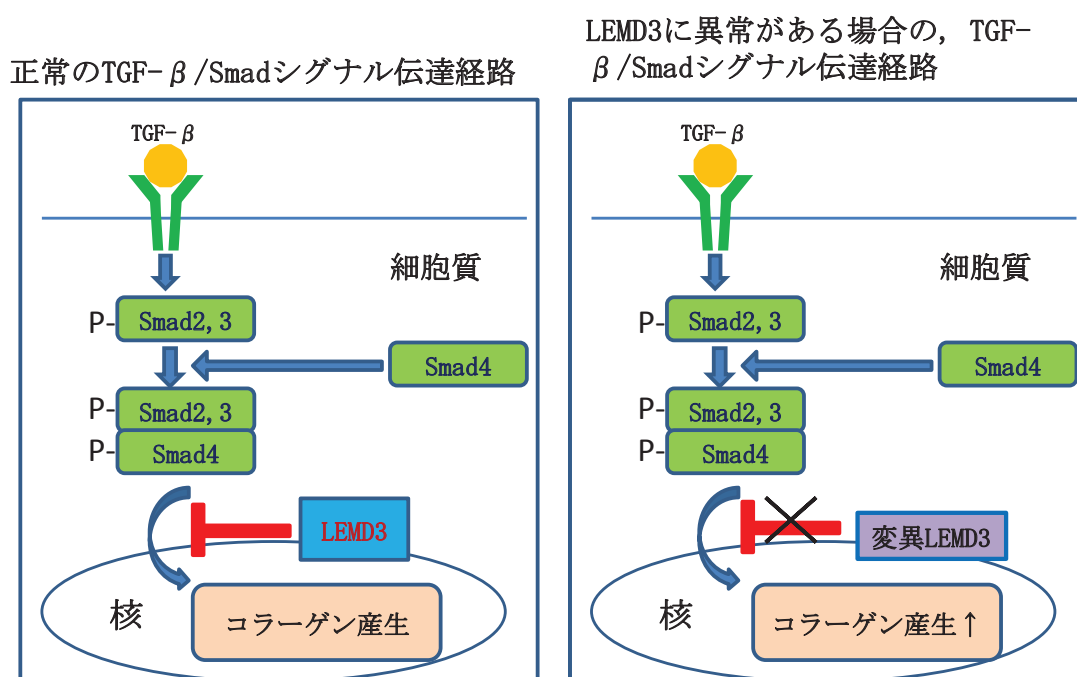 正常のTGF-β/Smadシグナル伝達経路
TGF-β
細胞質
P-
Smad2,3
Smad4
P-
Smad2,3
P-
Smad4
LEMD3
核
コラーゲン産生
LEMD3に異常がある場合の, TGF-
β/Smadシグナル伝達経路
TGF-β
細胞質
P-
Smad2,3
Smad4
P-
Smad2,3
P-
Smad4
変異LEMD3
核
コラーゲン産生↑